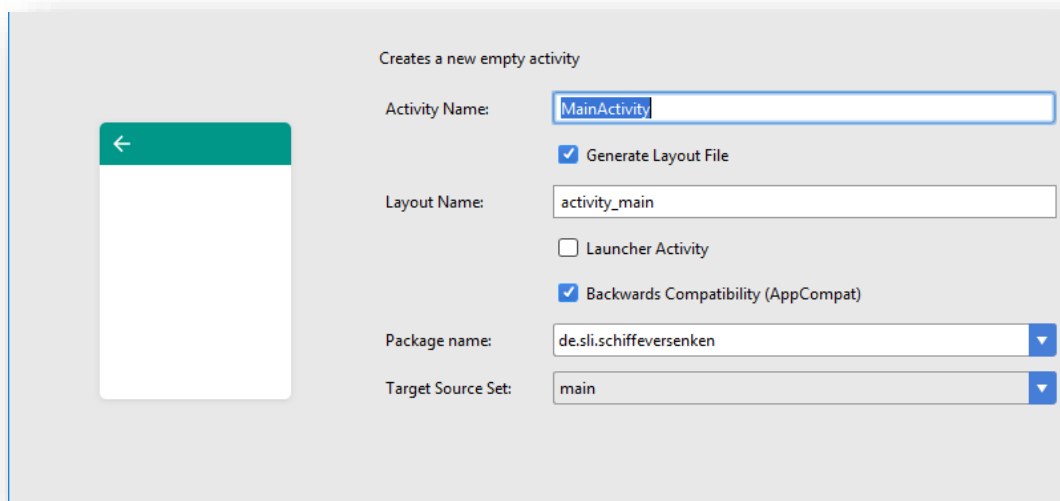 Creates a new empty activity
Activity Name: MainActivity
Generate Layout File
Layout Name: activity_main
Launcher Activity
Backwards Compatibility (AppCompat)
Package name: de.sli.schiffeversenken
Target Source Set: main